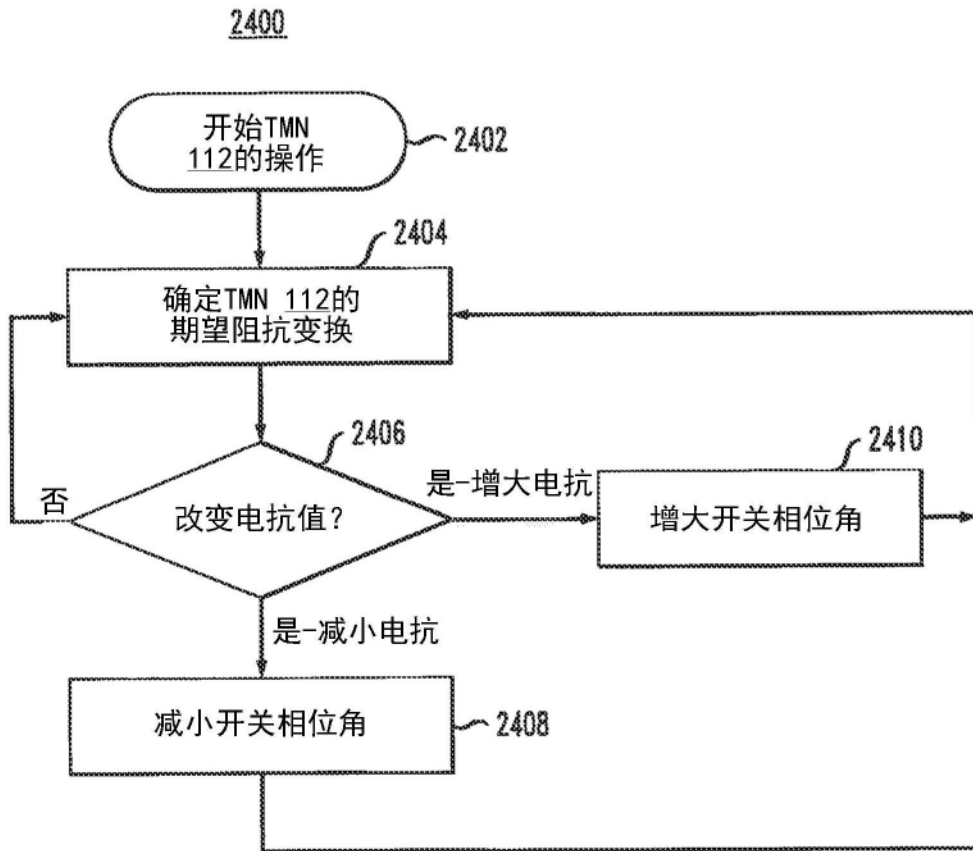 2400
开始TMN
112的操作
2402
2404
确定TMN 112的
期望阻抗变换
2406
2410
否
改变电抗值?
是-增大电抗
增大开关相位角
是-减小电抗
减小开关相位角
2408